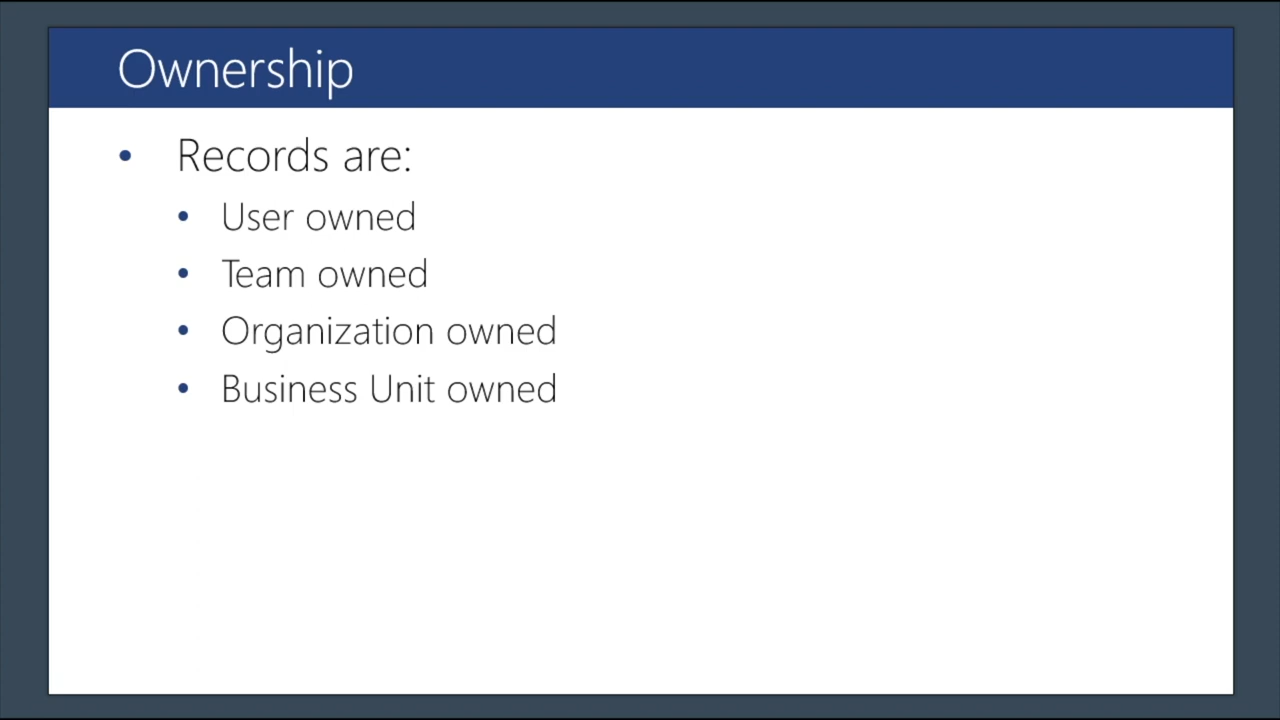 Ownership
• Records are:
• User owned
• Team owned
• Organization owned
• Business Unit owned